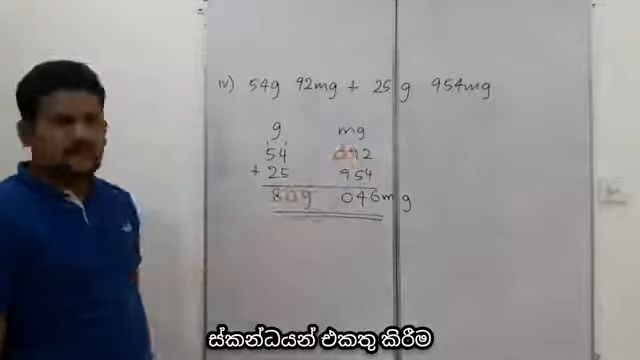 iv) 54g 92mg + 25g 954mg
g mg
54 092
+ 25 954
80g 046mg
ස්කන්ධයන් එකතු කිරීම